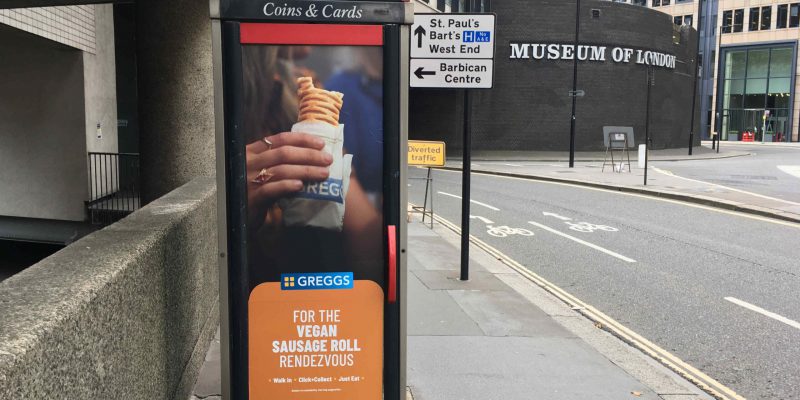 Coins & Cards
GREGGS
GREGGS
FOR THE
VEGAN
SAUSAGE ROLL
RENDEZVOUS
Walk in • Click+Collect • Just Eat
St. Paul's
Bart's H No A&E
West End
Barbican
Centre
Diverted
traffic
MUSEUM OF LONDON